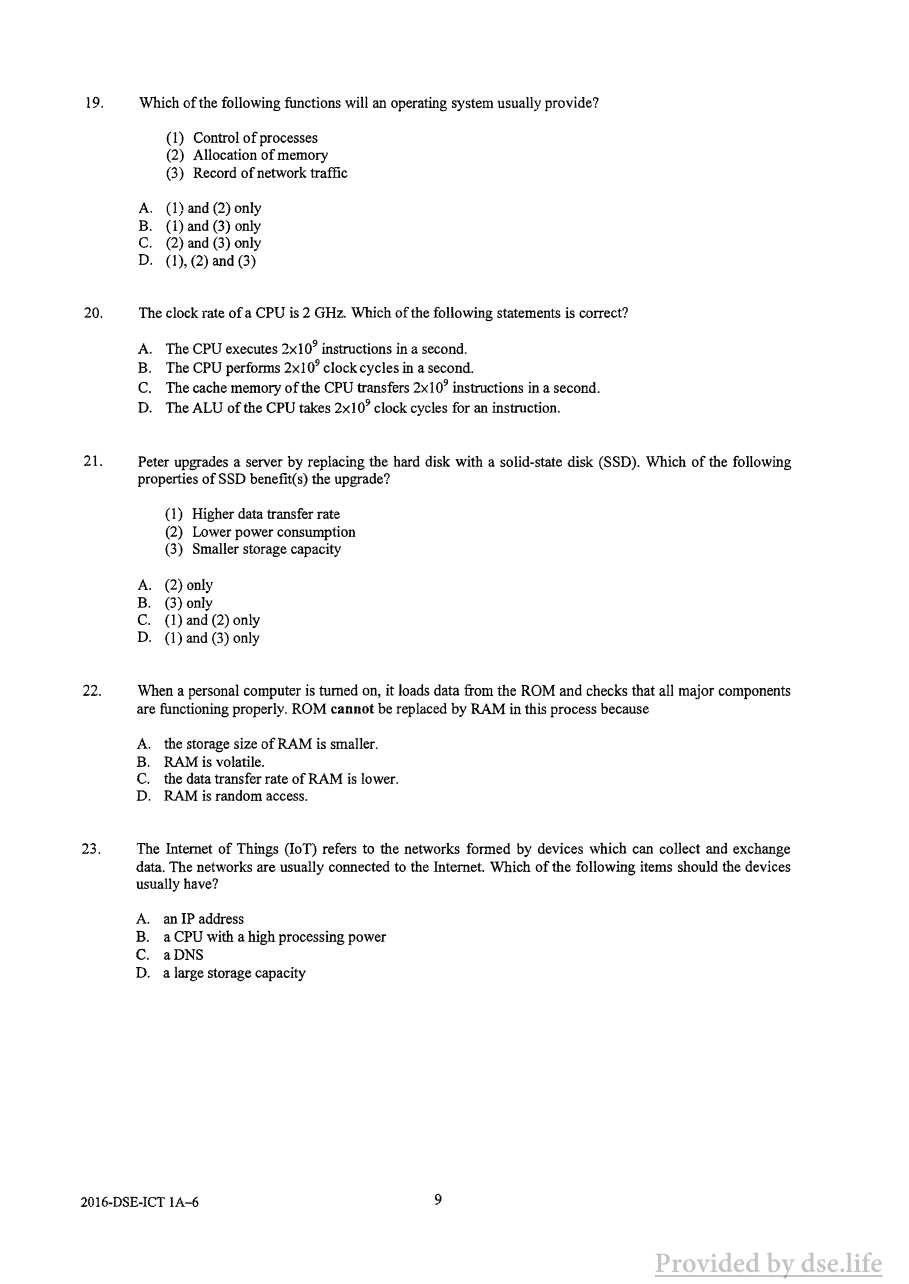 19. Which of the following functions will an operating system usually provide?
(1) Control of processes
(2) Allocation of memory
(3) Record of network traffic
A. (1) and (2) only
B. (1) and (3) only
C. (2) and (3) only
D. (1), (2) and (3)
20. The clock rate of a CPU is 2 GHz. Which of the following statements is correct?
A. The CPU executes 2×10⁹ instructions in a second.
B. The CPU performs 2×10⁹ clock cycles in a second.
C. The cache memory of the CPU transfers 2×10⁹ instructions in a second.
D. The ALU of the CPU takes 2×10⁹ clock cycles for an instruction.
21. Peter upgrades a server by replacing the hard disk with a solid-state disk (SSD). Which of the following
properties of SSD benefit(s) the upgrade?
(1) Higher data transfer rate
(2) Lower power consumption
(3) Smaller storage capacity
A. (2) only
B. (3) only
C. (1) and (2) only
D. (1) and (3) only
22. When a personal computer is turned on, it loads data from the ROM and checks that all major components
are functioning properly. ROM cannot be replaced by RAM in this process because
A. the storage size of RAM is smaller.
B. RAM is volatile.
C. the data transfer rate of RAM is lower.
D. RAM is random access.
23. The Internet of Things (IoT) refers to the networks formed by devices which can collect and exchange
data. The networks are usually connected to the Internet. Which of the following items should the devices
usually have?
A. an IP address
B. a CPU with a high processing power
C. a DNS
D. a large storage capacity
2016-DSE-ICT 1A–6
9
Provided by dse.life